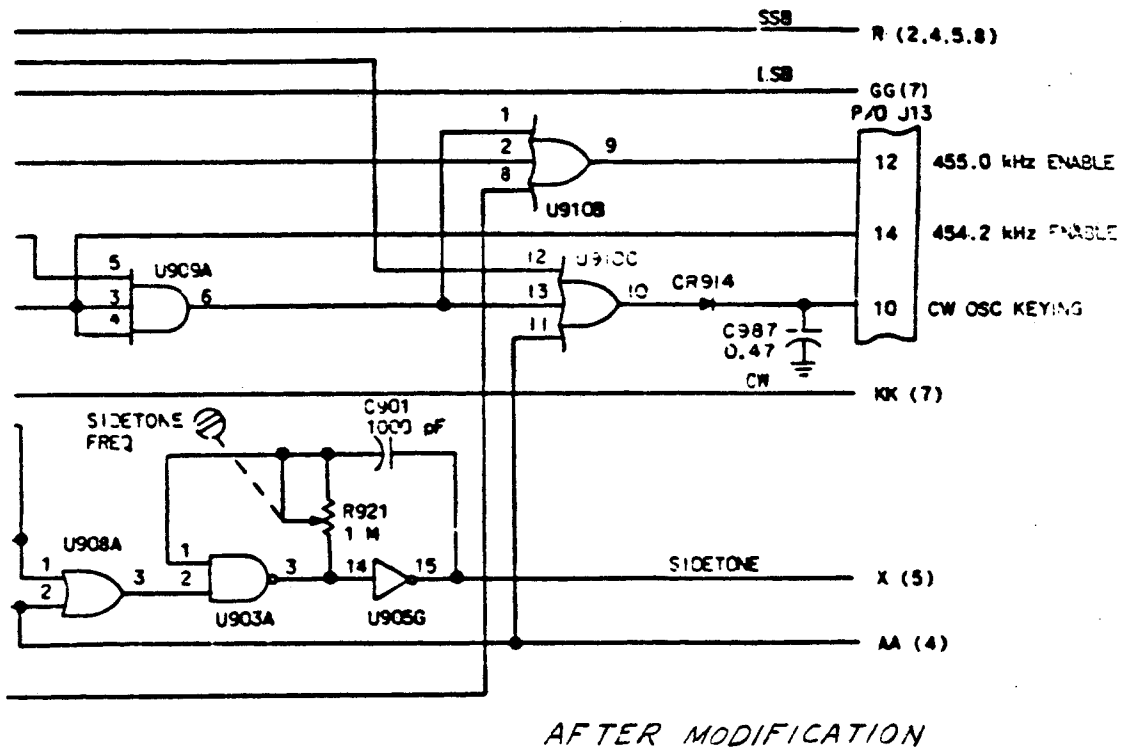 SSB
R (2,4,5,8)
LSB
GG(7)
P/O J13
1
2
8
9
U910B
12
455.0 kHz ENABLE
14
454.2 kHz ENABLE
5
3
4
U909A
6
12
13
11
U910C
10
CR914
10
CW OSC KEYING
C987
0.47
CW
KK (7)
SIDETONE
FREQ
C901
1000 pF
R921
1 M
U908A
1
2
3
1
2
3
U903A
14
15
U905G
SIDETONE
X (5)
AA (4)
AFTER MODIFICATION